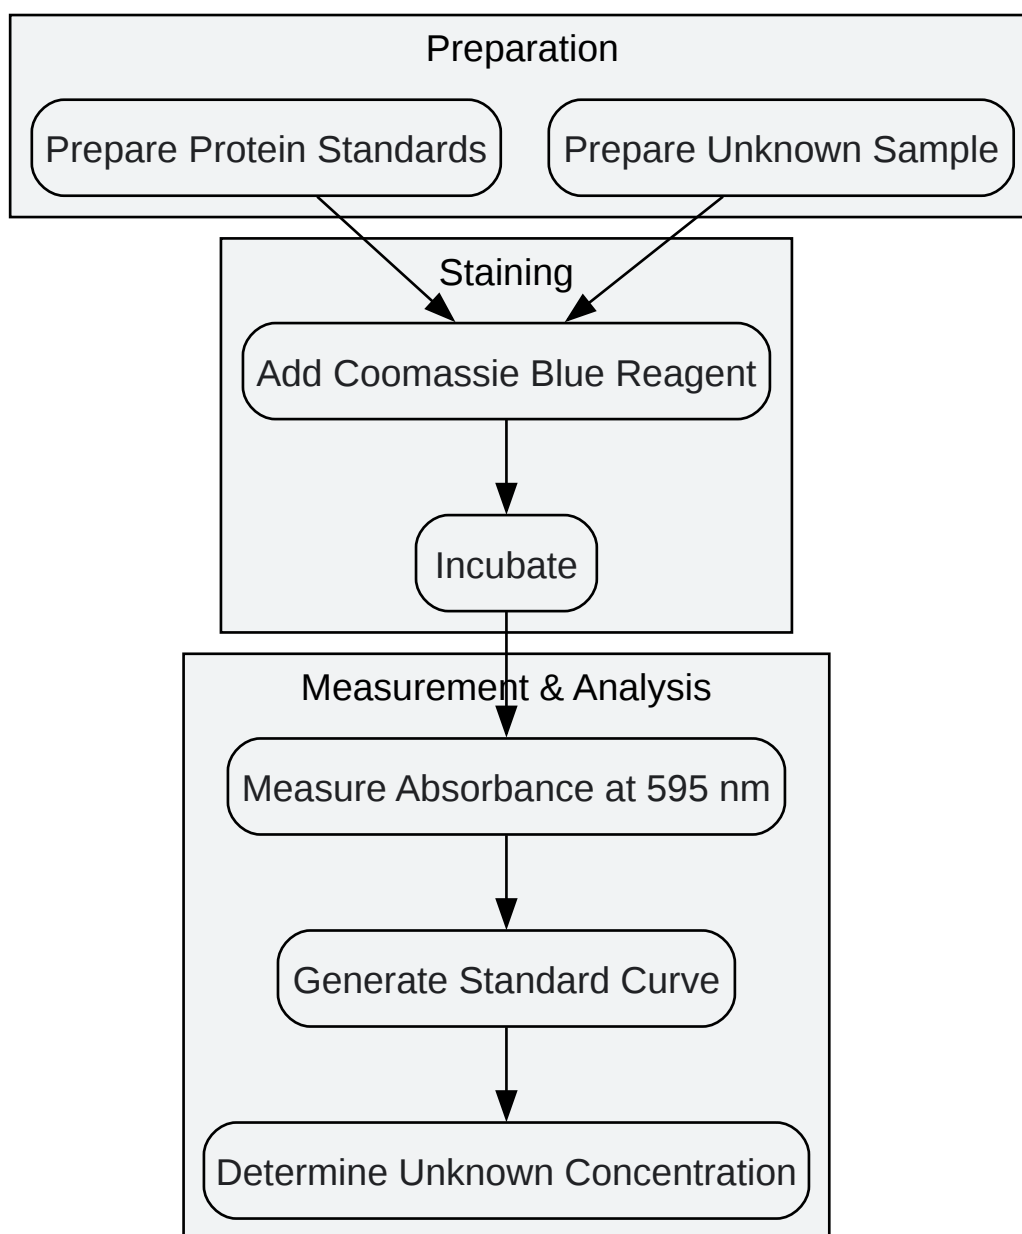 Preparation
Prepare Protein Standards
Prepare Unknown Sample
Staining
Add Coomassie Blue Reagent
Incubate
Measurement & Analysis
Measure Absorbance at 595 nm
Generate Standard Curve
Determine Unknown Concentration